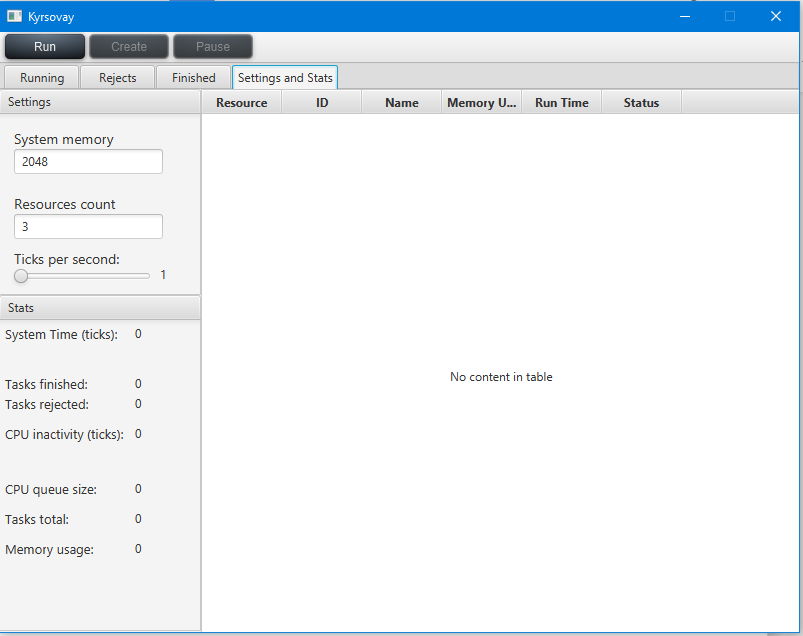 Kyrsovay
Run Create Pause
Running Rejects Finished Settings and Stats
Settings
Resource ID Name Memory U... Run Time Status
System memory
2048
Resources count
3
Ticks per second:
1
Stats
System Time (ticks): 0
No content in table
Tasks finished: 0
Tasks rejected: 0
CPU inactivity (ticks): 0
CPU queue size: 0
Tasks total: 0
Memory usage: 0